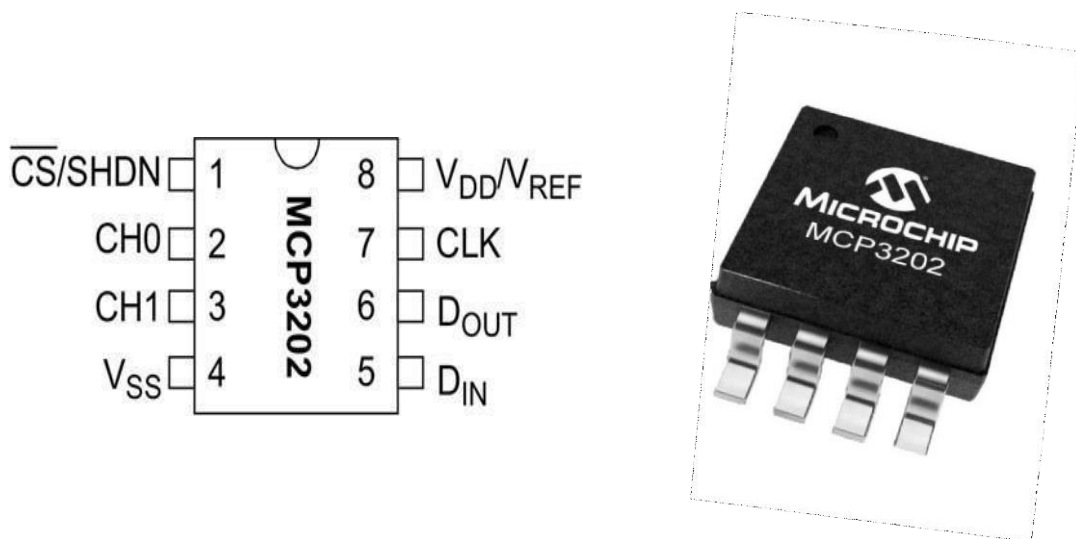 C̅S̅/SHDN 1 8 VDD/VREF
CH0 2 7 CLK
CH1 3 6 DOUT
VSS 4 5 DIN
MCP3202
MICROCHIP
MCP3202